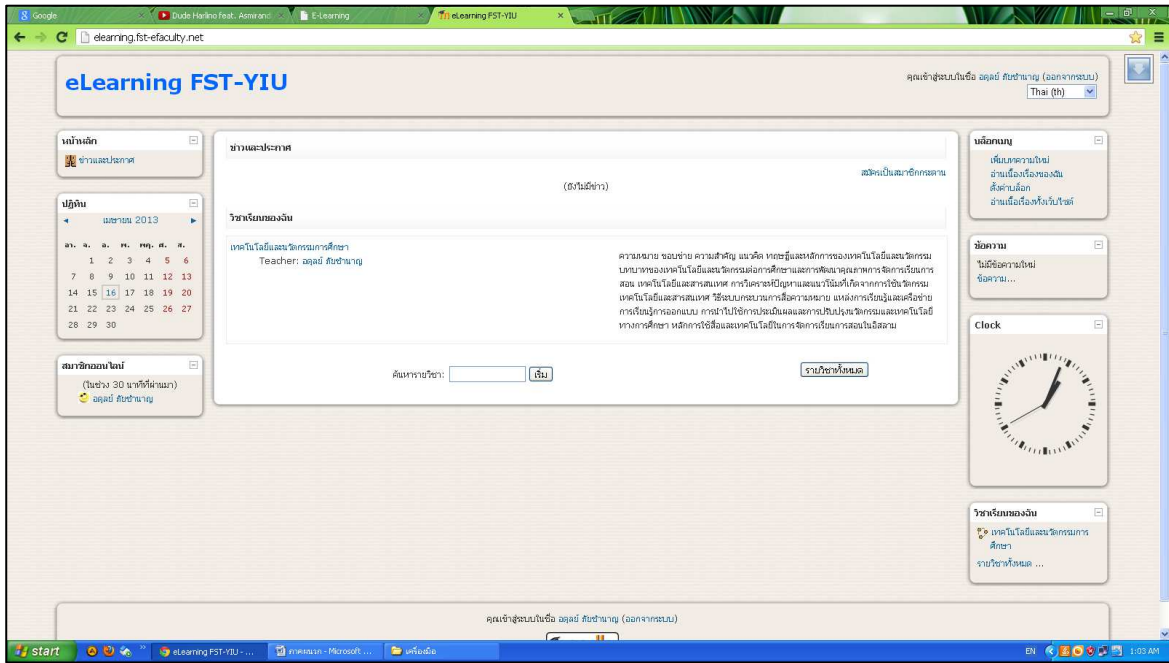 Google
Dude Harlino feat. Asmirand
E-Learning
eLearning FST-YIU
elearning.fst-efaculty.net
eLearning FST-YIU
คุณเข้าสู่ระบบในชื่อ อดุลย์ ภัยชำนาญ (ออกจากระบบ)
Thai (th)
หน้าหลัก
ข่าวและประกาศ
ปฏิทิน
เมษายน 2013
อา. จ. อ. พ. พฤ. ศ. ส.
1 2 3 4 5 6
7 8 9 10 11 12 13
14 15 16 17 18 19 20
21 22 23 24 25 26 27
28 29 30
สมาชิกออนไลน์
(ในช่วง 30 นาทีที่ผ่านมา)
อดุลย์ ภัยชำนาญ
ข่าวและประกาศ
สมัครเป็นสมาชิกกระดาน
(ยังไม่มีข่าว)
วิชาเรียนของฉัน
เทคโนโลยีและนวัตกรรมการศึกษา
Teacher: อดุลย์ ภัยชำนาญ
ความหมาย ขอบข่าย ความสำคัญ แนวคิด ทฤษฎีและหลักการของเทคโนโลยีและนวัตกรรม
บทบาทของเทคโนโลยีและนวัตกรรมต่อการศึกษาและการพัฒนาคุณภาพการจัดการเรียนการ
สอน เทคโนโลยีและสารสนเทศ การวิเคราะห์ปัญหาและแนวโน้มที่เกิดจากการใช้นวัตกรรม
เทคโนโลยีและสารสนเทศ วิธีระบบกระบวนการสื่อความหมาย แหล่งการเรียนรู้และเครือข่าย
การเรียนรู้การออกแบบ การนำไปใช้การประเมินผลและการปรับปรุงนวัตกรรมและเทคโนโลยี
ทางการศึกษา หลักการใช้สื่อและเทคโนโลยีในการจัดการเรียนการสอนในอิสลาม
ค้นหารายวิชา: เริ่ม
รายวิชาทั้งหมด
บล็อกเมนู
เพิ่มบทความใหม่
อ่านเนื้อเรื่องของฉัน
ตั้งค่าบล็อก
อ่านเนื้อเรื่องทั้งเว็บไซต์
ข้อความ
ไม่มีข้อความใหม่
ข้อความ...
Clock
วิชาเรียนของฉัน
เทคโนโลยีและนวัตกรรมการ
ศึกษา
รายวิชาทั้งหมด ...
คุณเข้าสู่ระบบในชื่อ อดุลย์ ภัยชำนาญ (ออกจากระบบ)
start
eLearning FST-YIU - ...
ภาคผนวก - Microsoft ...
เครื่องมือ
EN
1:03 AM